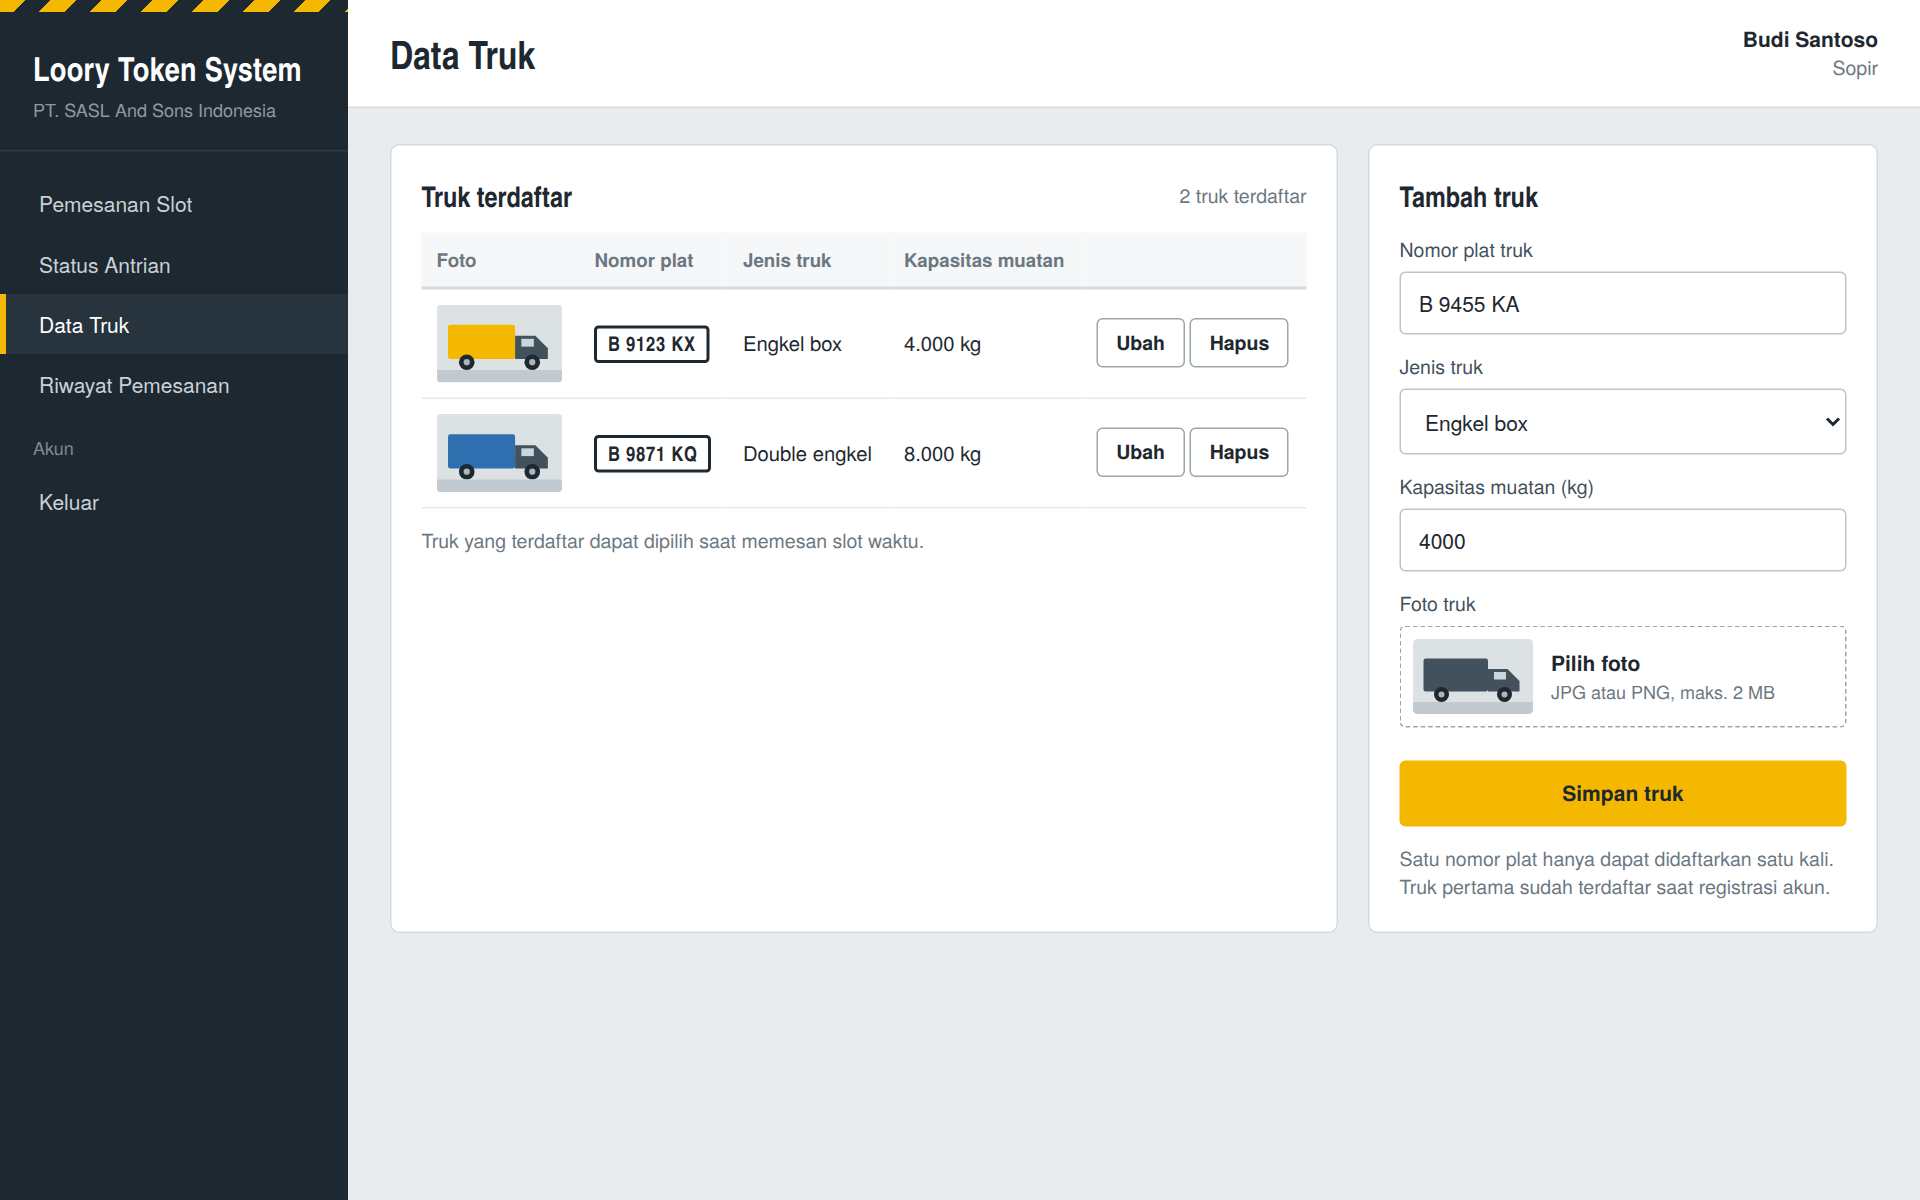 Loory Token System
PT. SASL And Sons Indonesia
Pemesanan Slot
Status Antrian
Data Truk
Riwayat Pemesanan
Akun
Keluar
Data Truk
Budi Santoso
Sopir
Truk terdaftar
2 truk terdaftar
Foto Nomor plat Jenis truk Kapasitas muatan
B 9123 KX Engkel box 4.000 kg Ubah Hapus
B 9871 KQ Double engkel 8.000 kg Ubah Hapus
Truk yang terdaftar dapat dipilih saat memesan slot waktu.
Tambah truk
Nomor plat truk
B 9455 KA
Jenis truk
Engkel box
Kapasitas muatan (kg)
4000
Foto truk
Pilih foto
JPG atau PNG, maks. 2 MB
Simpan truk
Satu nomor plat hanya dapat didaftarkan satu kali.
Truk pertama sudah terdaftar saat registrasi akun.